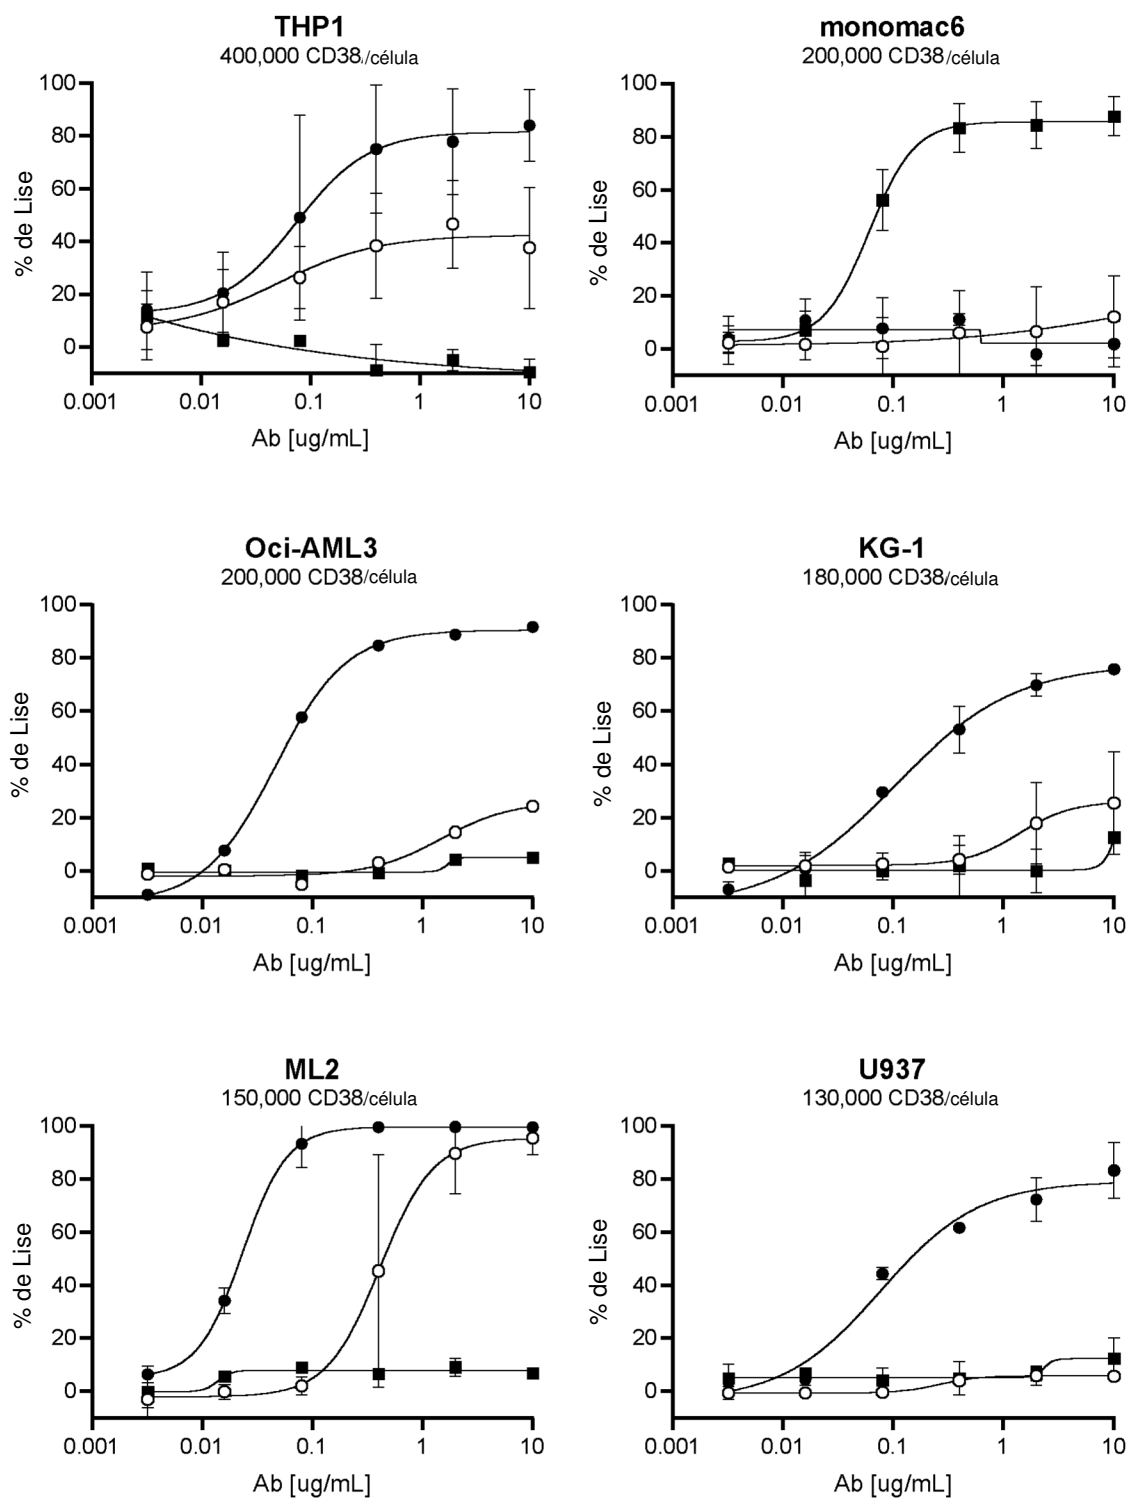 THP1
400,000 CD38/célula
100
80
60
40
20
0
% de Lise
0.001
0.01
0.1
1
10
Ab [ug/mL]
monomac6
200,000 CD38/célula
100
80
60
40
20
0
% de Lise
0.001
0.01
0.1
1
10
Ab [ug/mL]
Oci-AML3
200,000 CD38/célula
100
80
60
40
20
0
% de Lise
0.001
0.01
0.1
1
10
Ab [ug/mL]
KG-1
180,000 CD38/célula
100
80
60
40
20
0
% de Lise
0.001
0.01
0.1
1
10
Ab [ug/mL]
ML2
150,000 CD38/célula
100
80
60
40
20
0
% de Lise
0.001
0.01
0.1
1
10
Ab [ug/mL]
U937
130,000 CD38/célula
100
80
60
40
20
0
% de Lise
0.001
0.01
0.1
1
10
Ab [ug/mL]